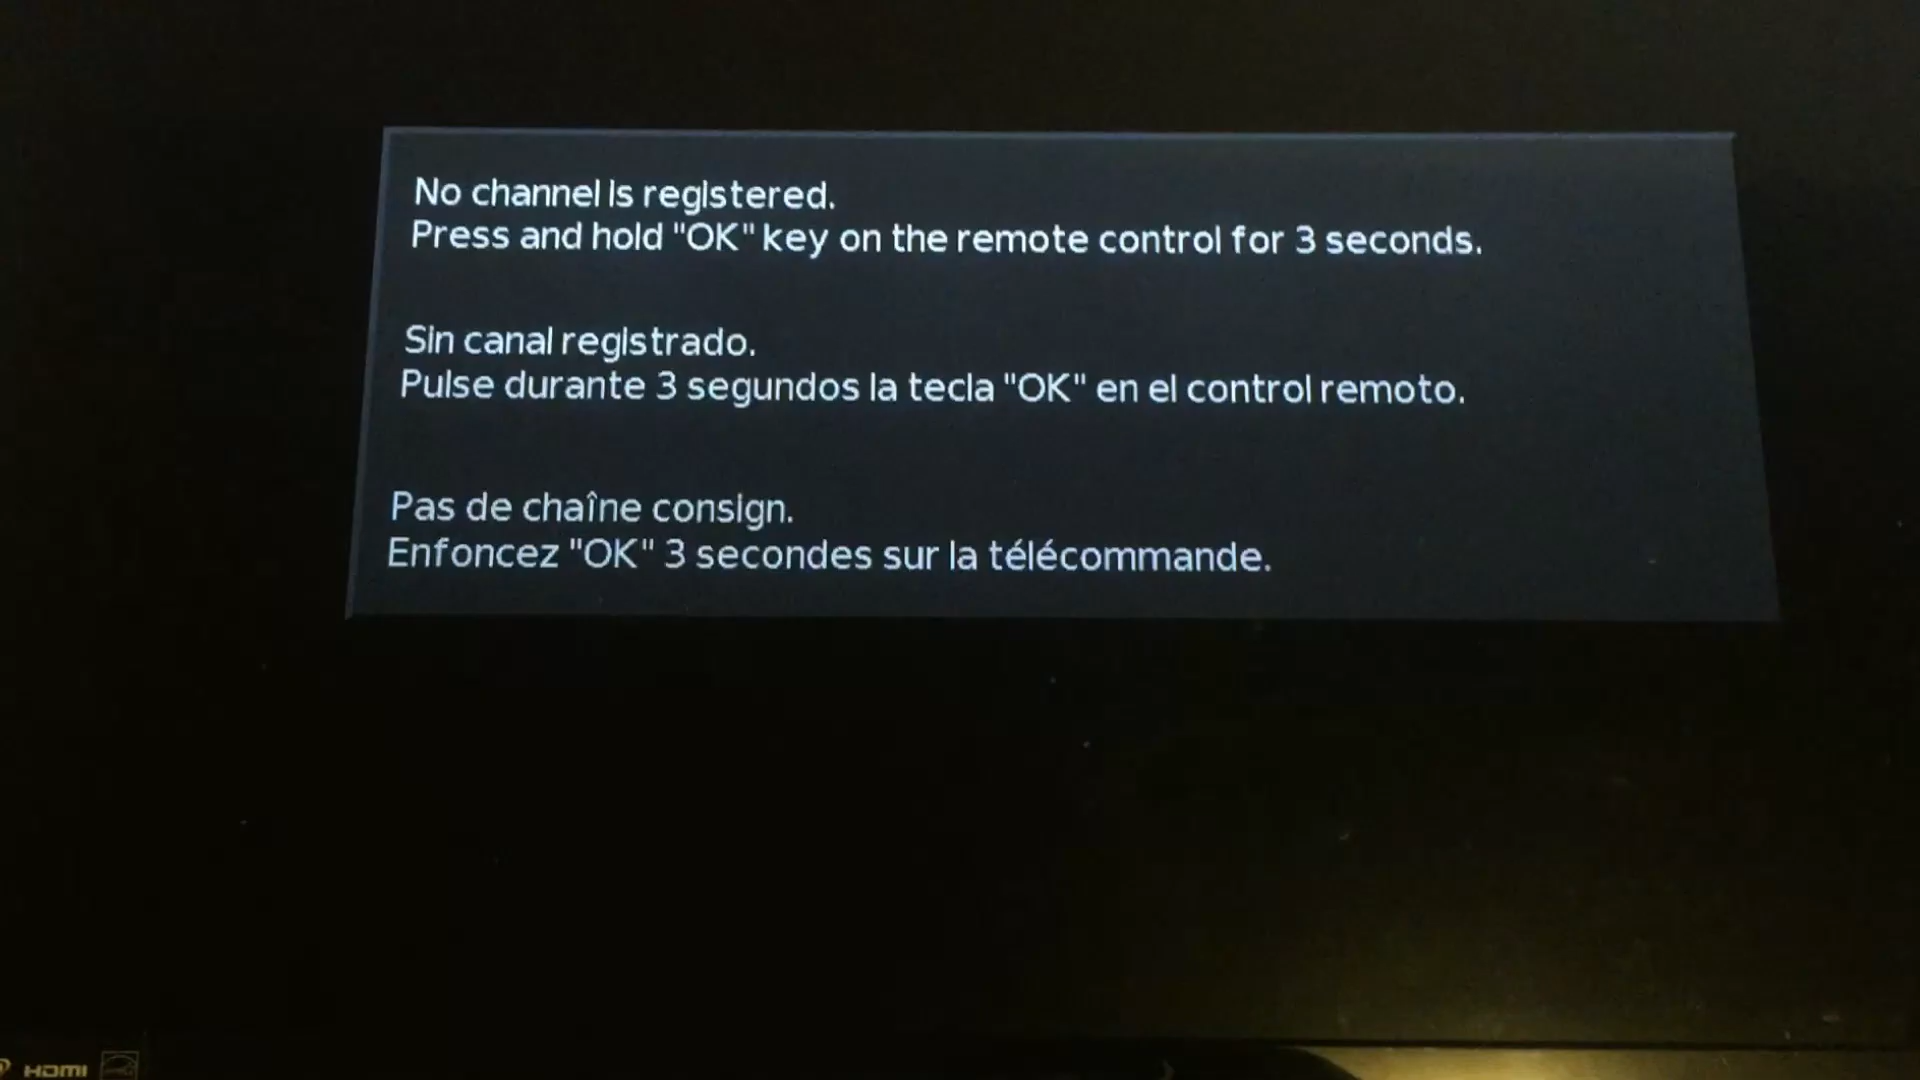 No channel is registered.
Press and hold "OK" key on the remote control for 3 seconds.
Sin canal registrado.
Pulse durante 3 segundos la tecla "OK" en el control remoto.
Pas de chaîne consign.
Enfoncez "OK" 3 secondes sur la télécommande.
HDMI